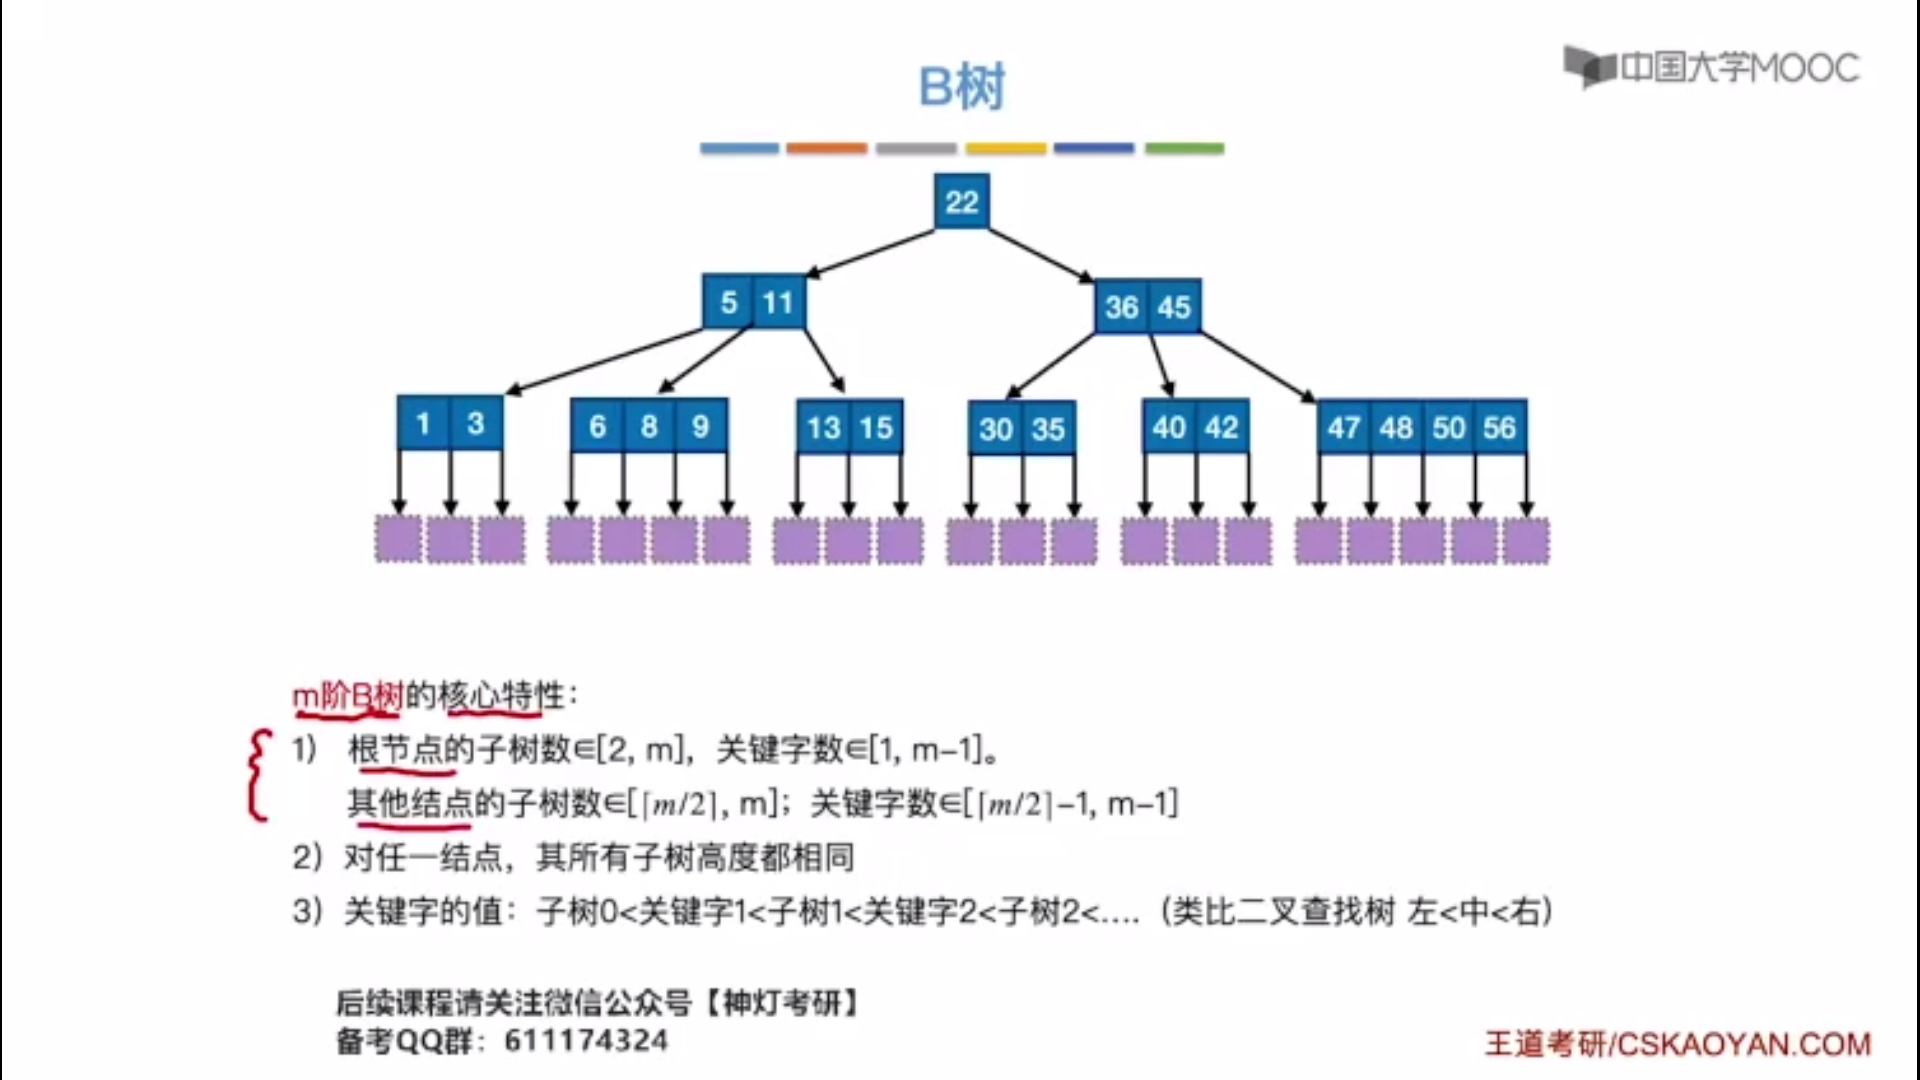 中国大学MOOC
B树
22
5 11
36 45
1 3
6 8 9
13 15
30 35
40 42
47 48 50 56
m阶B树的核心特性：
1) 根节点的子树数∈[2, m]，关键字数∈[1, m–1]。
其他结点的子树数∈[⌈m/2⌉, m]；关键字数∈[⌈m/2⌉–1, m–1]
2）对任一结点，其所有子树高度都相同
3）关键字的值：子树0<关键字1<子树1<关键字2<子树2<....（类比二叉查找树 左<中<右）
后续课程请关注微信公众号【神灯考研】
备考QQ群：611174324
王道考研/CSKAOYAN.COM